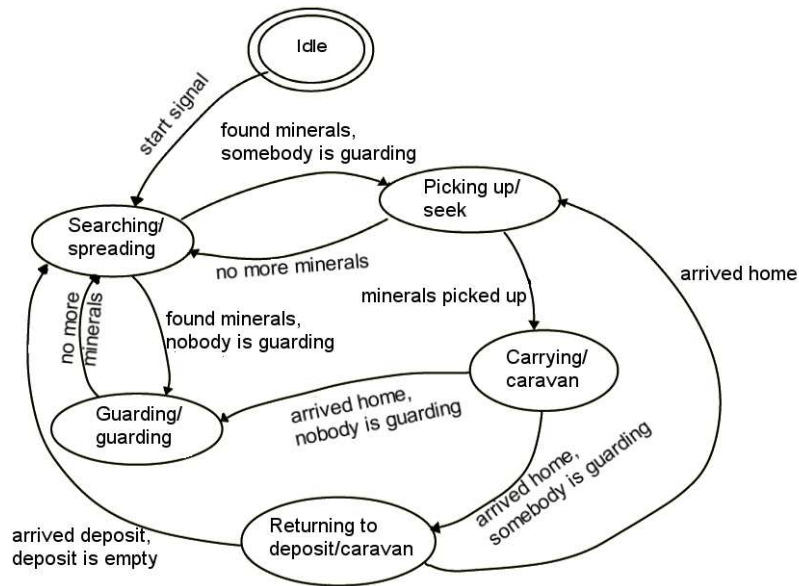 Idle
start signal
found minerals,
somebody is guarding
Picking up/
seek
Searching/
spreading
no more minerals
arrived home
minerals picked up
no more
minerals
found minerals,
nobody is guarding
Carrying/
caravan
arrived home,
nobody is guarding
Guarding/
guarding
arrived home,
somebody is guarding
Returning to
deposit/caravan
arrived deposit,
deposit is empty